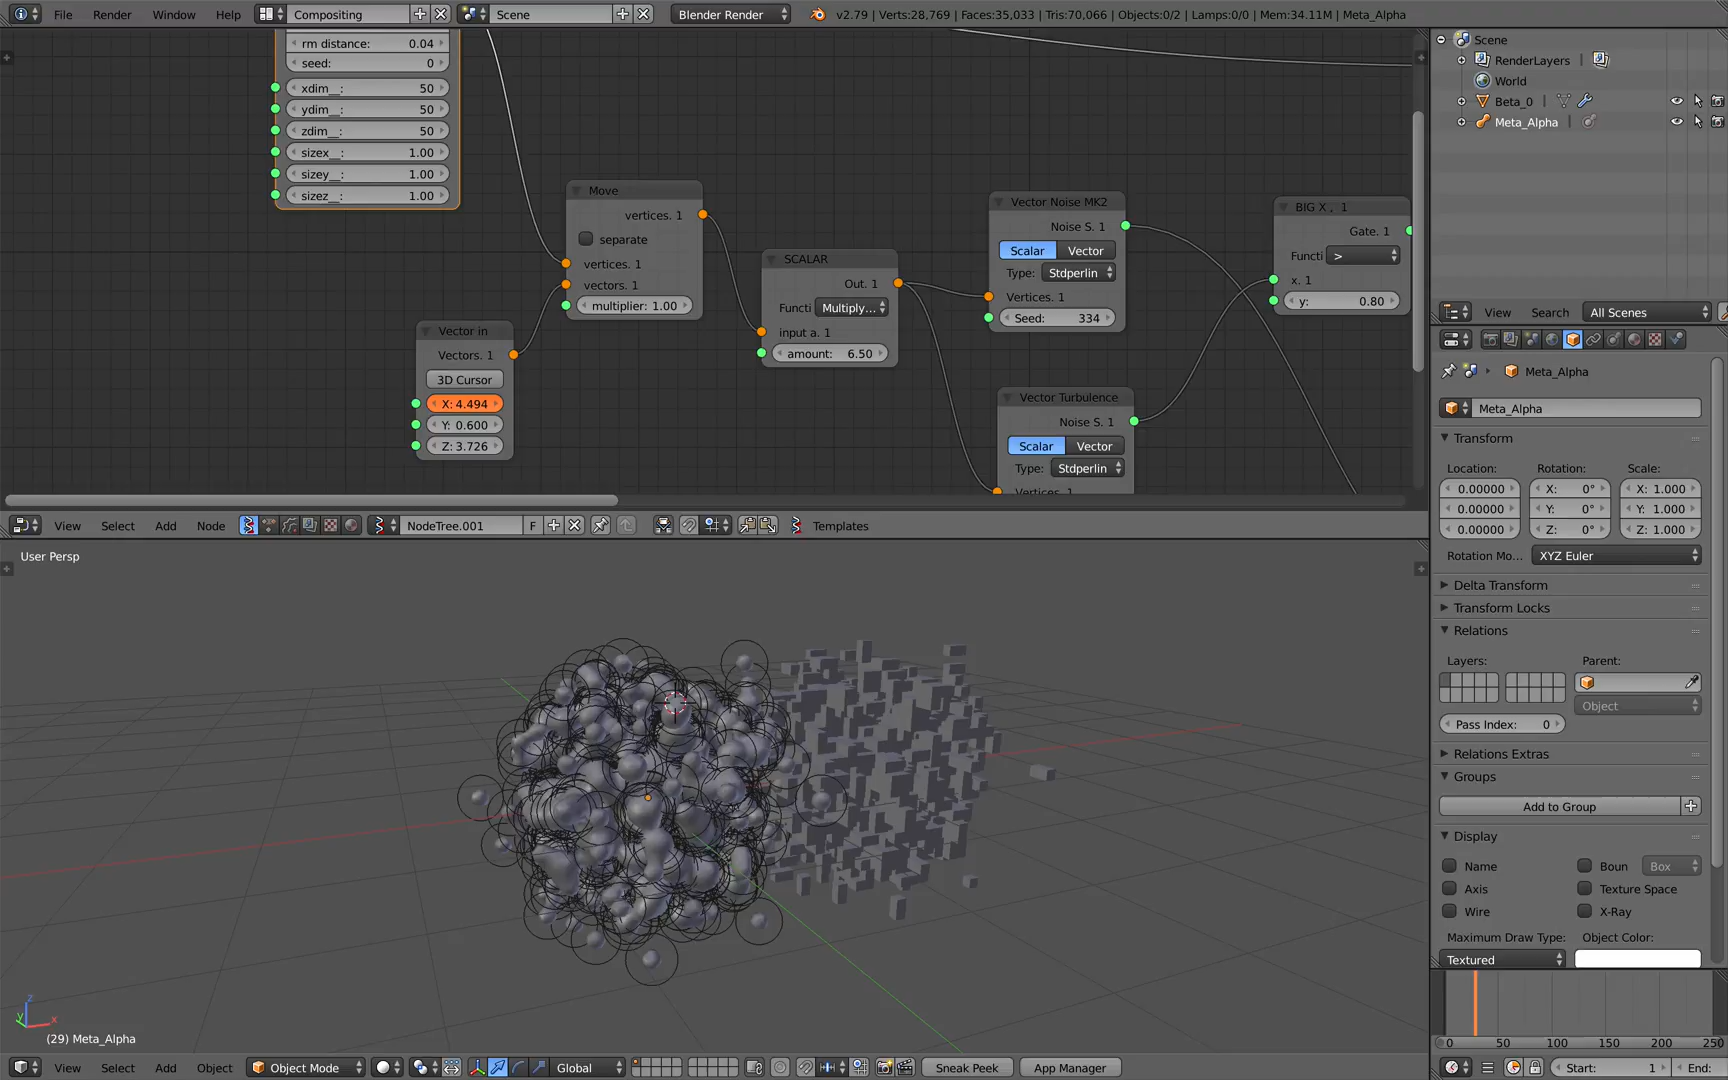 File Render Window Help Compositing Scene Blender Render v2.79 | Verts:28,769 | Faces:35,033 | Tris:70,066 | Objects:0/2 | Lamps:0/0 | Mem:34.11M | Meta_Alpha
rm distance: 0.04
seed: 0
xdim__: 50
ydim__: 50
zdim__: 50
sizex__: 1.00
sizey__: 1.00
sizez__: 1.00
Move
vertices. 1
separate
vertices. 1
vectors. 1
multiplier: 1.00
Vector in
Vectors. 1
3D Cursor
X: 4.494
Y: 0.600
Z: 3.726
SCALAR
Out. 1
Functi Multiply...
input a. 1
amount: 6.50
Vector Noise MK2
Noise S. 1
Scalar Vector
Type: Stdperlin
Vertices. 1
Seed: 334
Vector Turbulence
Noise S. 1
Scalar Vector
Type: Stdperlin
Vertices. 1
BIG X , 1
Gate. 1
Functi >
x. 1
y: 0.80
View Select Add Node NodeTree.001 F Templates
User Persp
(29) Meta_Alpha
z
y x
View Select Add Object Object Mode Global Sneak Peek App Manager
Scene
RenderLayers |
World
Beta_0 |
Meta_Alpha |
View Search All Scenes
Meta_Alpha
Meta_Alpha
Transform
Location: Rotation: Scale:
0.00000 X: 0° X: 1.000
0.00000 Y: 0° Y: 1.000
0.00000 Z: 0° Z: 1.000
Rotation Mo... XYZ Euler
Delta Transform
Transform Locks
Relations
Layers: Parent:
Object
Pass Index: 0
Relations Extras
Groups
Add to Group
Display
Name Boun Box
Axis Texture Space
Wire X-Ray
Maximum Draw Type: Object Color:
Textured
0 50 100 150 200 250
Start: 1 End: